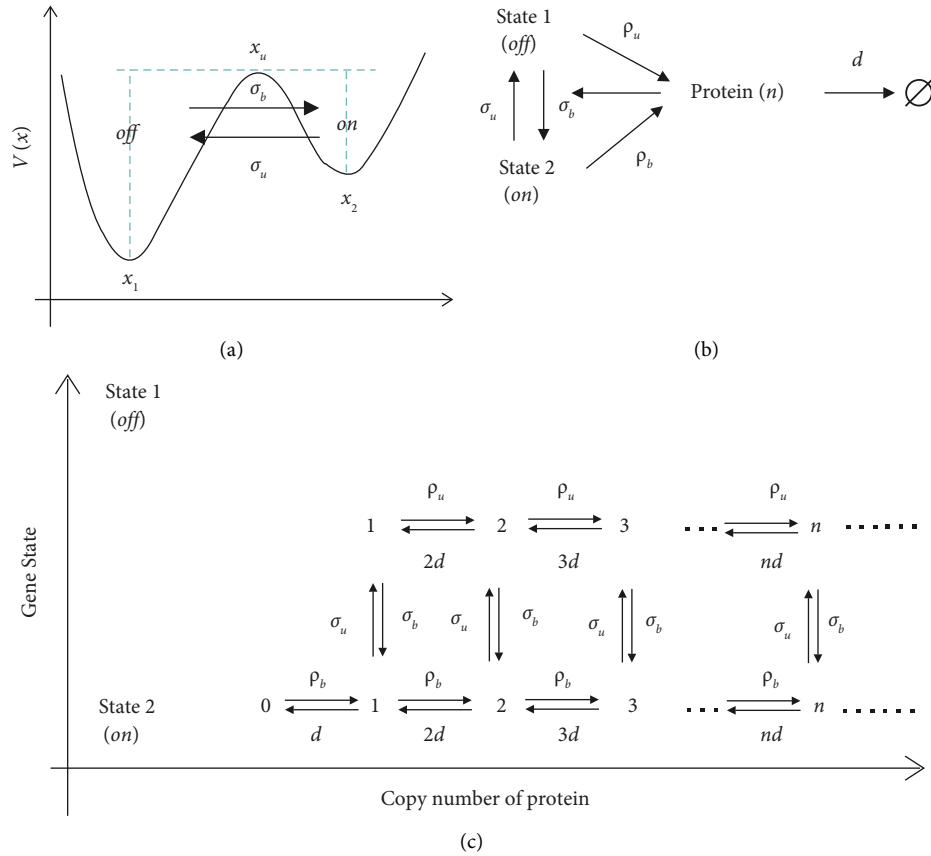 V (x)
x_u
σ_b
off
on
σ_u
x_2
x_1
(a)
State 1
(off)
ρ_u
d
σ_u
σ_b
Protein (n)
∅
State 2
(on)
ρ_b
(b)
Gene State
State 1
(off)
ρ_u ρ_u ρ_u
1 2 3 n
2d 3d nd
σ_u σ_b σ_u σ_b σ_u σ_b σ_u σ_b
ρ_b ρ_b ρ_b ρ_b
State 2
(on)
0 1 2 3 n
d 2d 3d nd
Copy number of protein
(c)